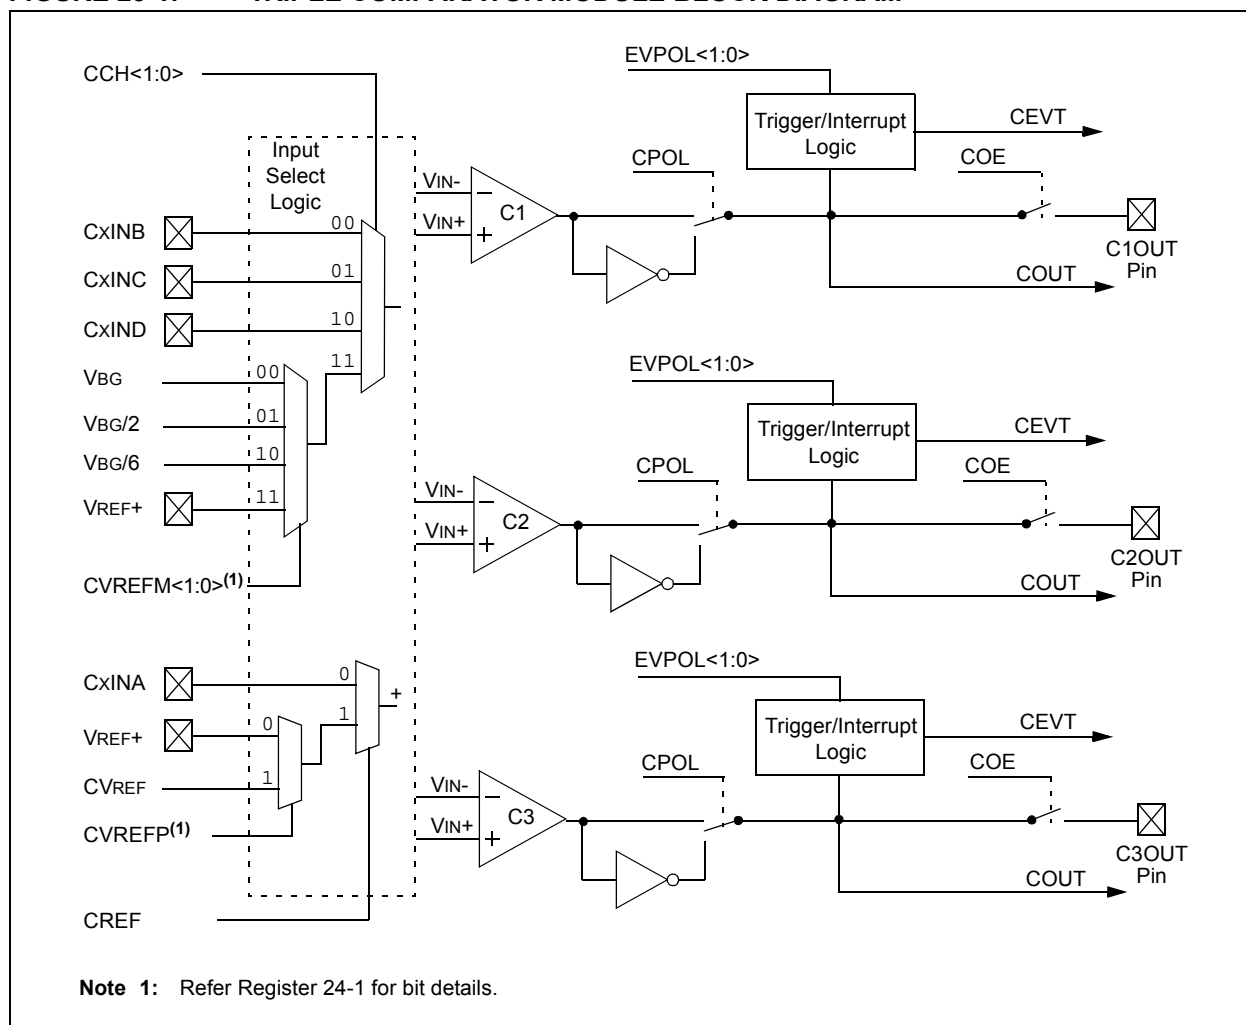 CCH<1:0>
Input
Select
Logic
CXINB
00
CXINC
01
CXIND
10
11
VBG
00
VBG/2
01
VBG/6
10
VREF+
11
CVREFM<1:0>(1)
CXINA
0
1
+
VREF+
0
CVREF
1
CVREFP(1)
CREF
EVPOL<1:0>
Trigger/Interrupt
Logic
CEVT
CPOL
COE
VIN-
−
VIN+
+
C1
C1OUT
Pin
COUT
EVPOL<1:0>
Trigger/Interrupt
Logic
CEVT
CPOL
COE
VIN-
−
VIN+
+
C2
C2OUT
Pin
COUT
EVPOL<1:0>
Trigger/Interrupt
Logic
CEVT
CPOL
COE
VIN-
−
VIN+
+
C3
C3OUT
Pin
COUT
Note 1: Refer Register 24-1 for bit details.